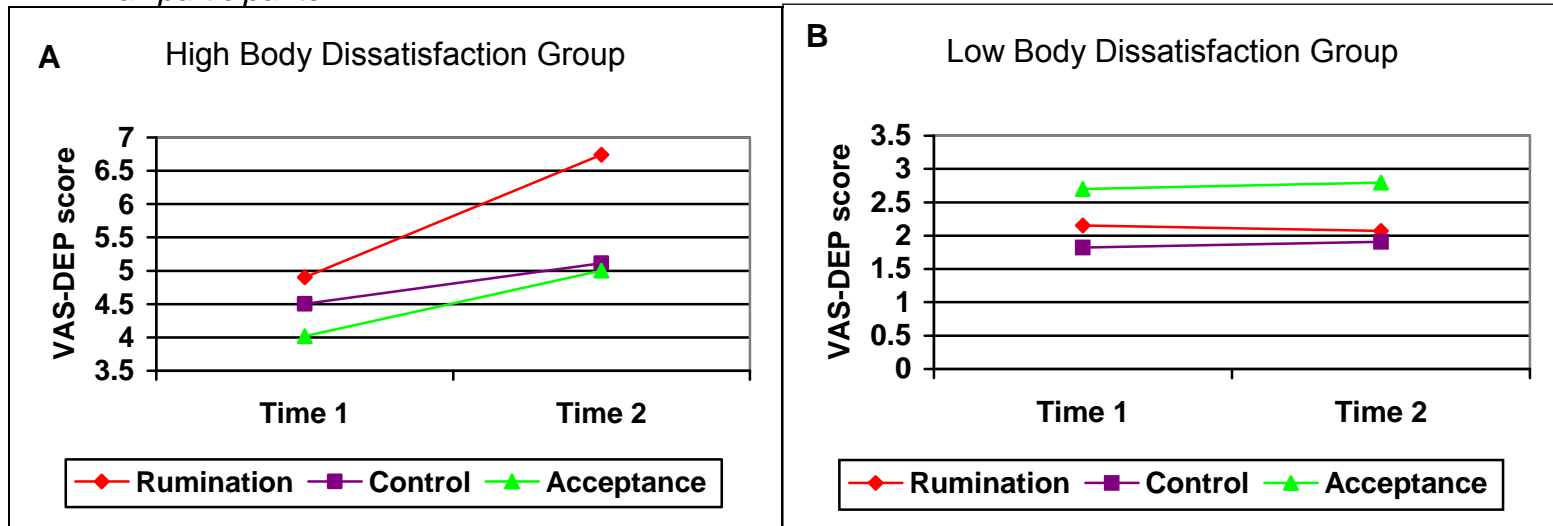 A
High Body Dissatisfaction Group
VAS-DEP score
7
6.5
6
5.5
5
4.5
4
3.5
Time 1 Time 2
Rumination Control Acceptance
B
Low Body Dissatisfaction Group
VAS-DEP score
3.5
3
2.5
2
1.5
1
0.5
0
Time 1 Time 2
Rumination Control Acceptance